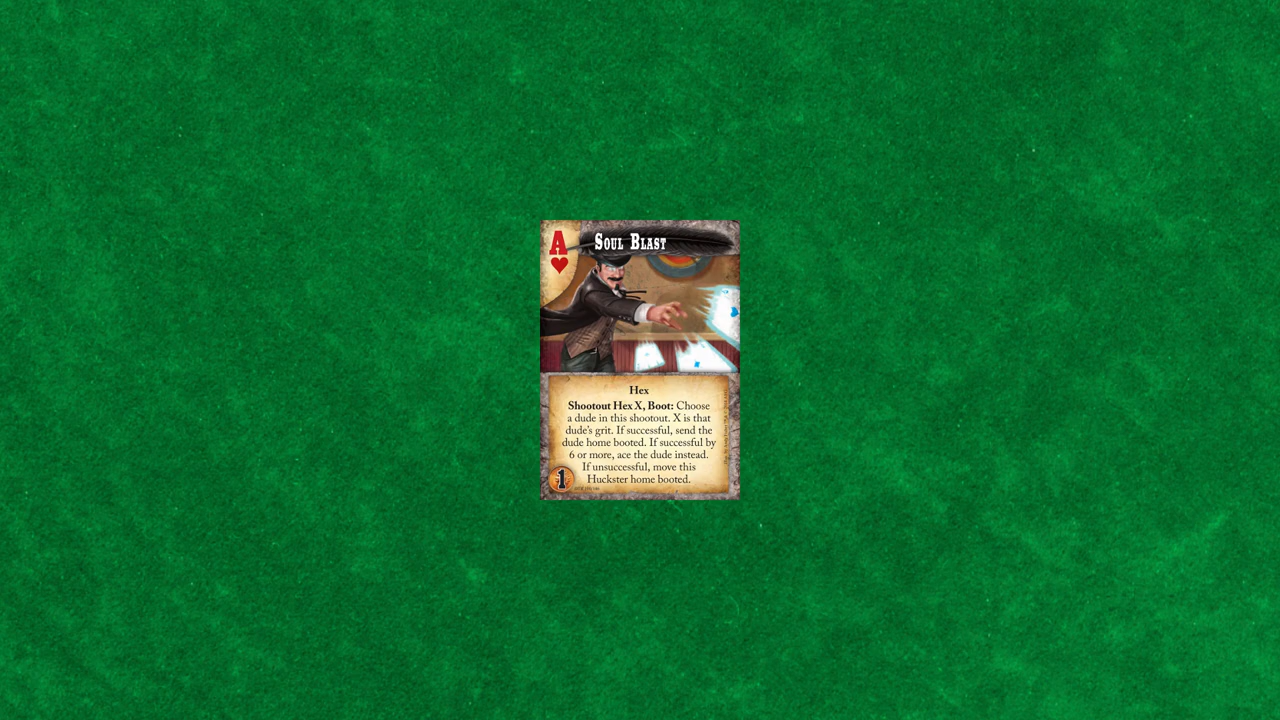 A
Soul Blast
Hex
Shootout Hex X, Boot: Choose
a dude in this shootout. X is that
dude's grit. If successful, send the
dude home booted. If successful by
6 or more, ace the dude instead.
If unsuccessful, move this
Huckster home booted.
1